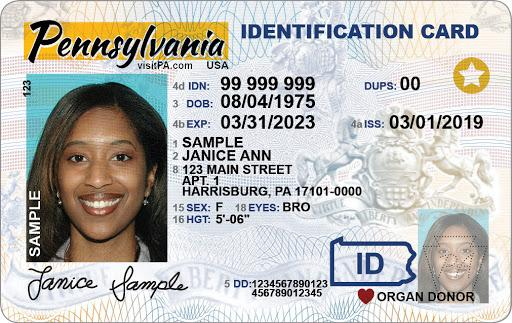 Pennsylvania IDENTIFICATION CARD
visitPA.com USA
123
4d IDN: 99 999 999 DUPS: 00
3 DOB: 08/04/1975
4b EXP: 03/31/2023 4a ISS: 03/01/2019
1 SAMPLE
2 JANICE ANN
8 123 MAIN STREET
APT. 1
HARRISBURG, PA 17101-0000
15 SEX: F 18 EYES: BRO
16 HGT: 5'-06"
SAMPLE
Janice Sample
5 DD:1234567890123
456789012345
ID
ORGAN DONOR